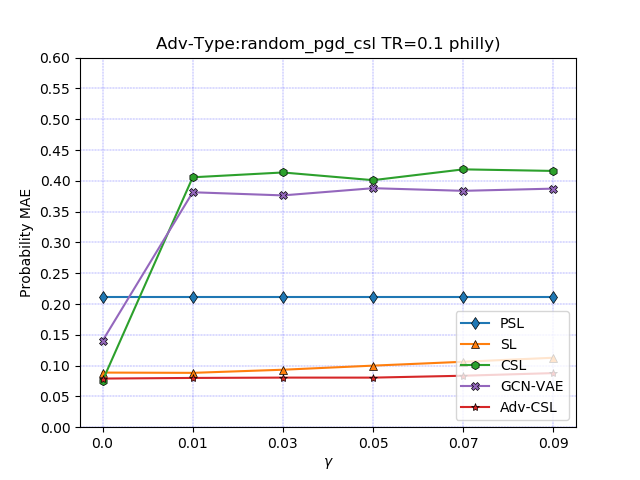 Adv-Type:random_pgd_csl TR=0.1 philly)
Probability MAE
0.60
0.55
0.50
0.45
0.40
0.35
0.30
0.25
0.20
0.15
0.10
0.05
0.00
PSL
SL
CSL
GCN-VAE
Adv-CSL
0.0 0.01 0.03 0.05 0.07 0.09
γ